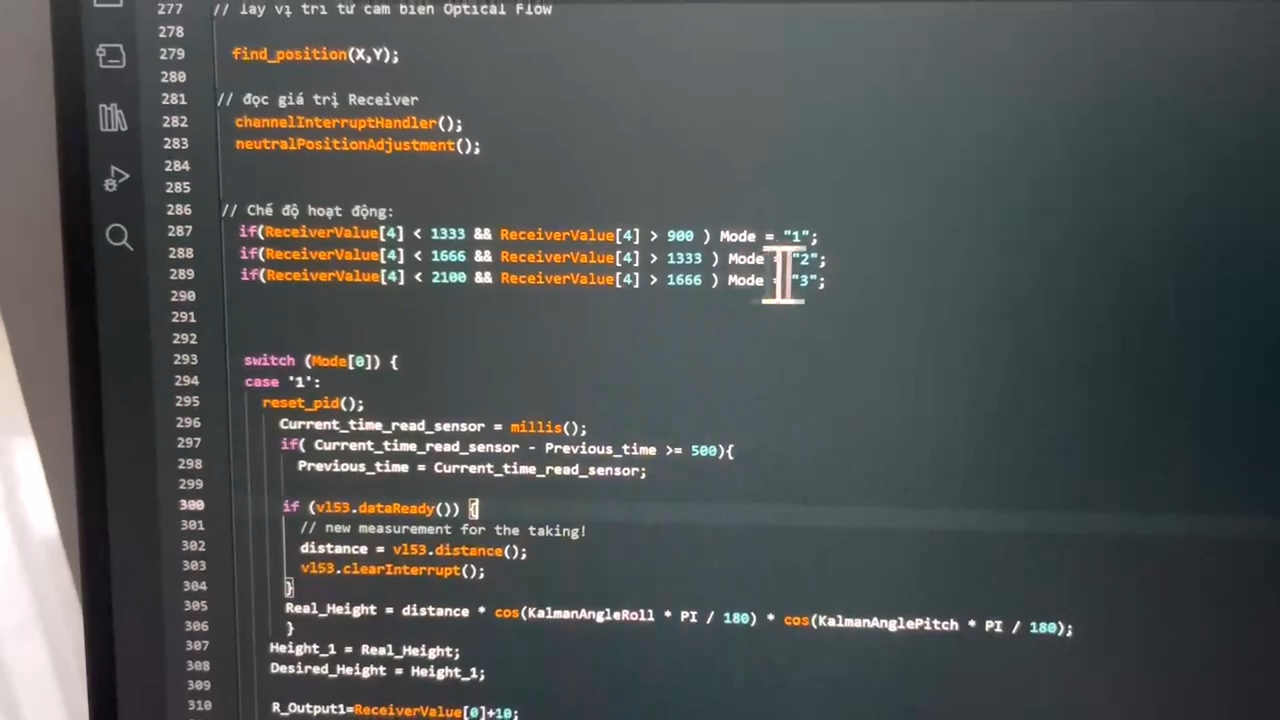 277 // lấy vị trí từ cảm biến Optical Flow
278
279 find_position(X,Y);
280
281 // đọc giá trị Receiver
282 channelInterruptHandler();
283 neutralPositionAdjustment();
284
285
286 // Chế độ hoạt động:
287 if(ReceiverValue[4] < 1333 && ReceiverValue[4] > 900 ) Mode = "1";
288 if(ReceiverValue[4] < 1666 && ReceiverValue[4] > 1333 ) Mode = "2";
289 if(ReceiverValue[4] < 2100 && ReceiverValue[4] > 1666 ) Mode = "3";
290
291
292
293 switch (Mode[0]) {
294 case '1':
295 reset_pid();
296 Current_time_read_sensor = millis();
297 if( Current_time_read_sensor - Previous_time >= 500){
298 Previous_time = Current_time_read_sensor;
299
300 if (vl53.dataReady()) {
301 // new measurement for the taking!
302 distance = vl53.distance();
303 vl53.clearInterrupt();
304 }
305 Real_Height = distance * cos(KalmanAngleRoll * PI / 180) * cos(KalmanAnglePitch * PI / 180);
306 }
307 Height_1 = Real_Height;
308 Desired_Height = Height_1;
309
310 R_Output1=ReceiverValue[0]+10;